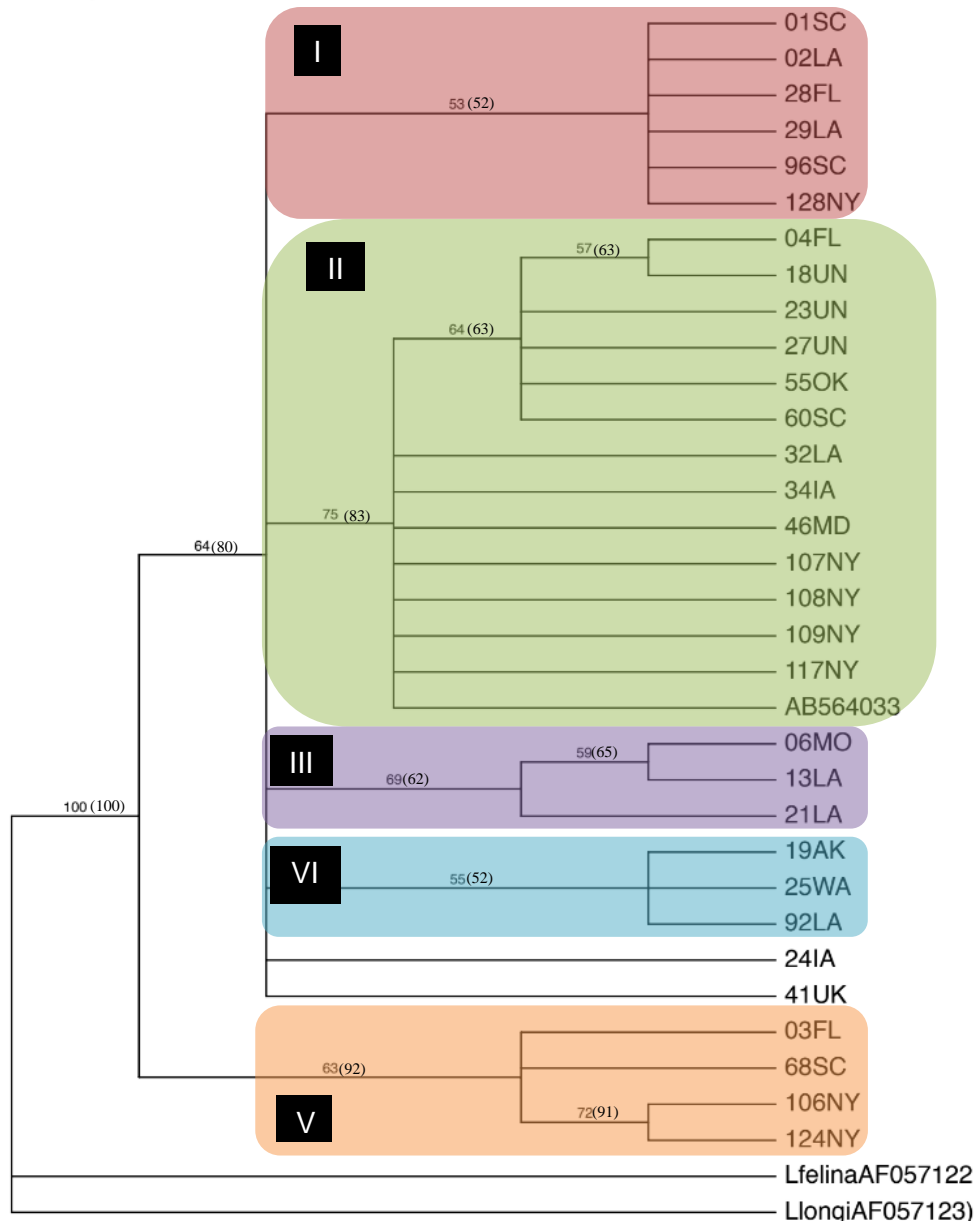 I
53(52)
01SC
02LA
28FL
29LA
96SC
128NY
II
57(63)
64(63)
75 (83)
04FL
18UN
23UN
27UN
55OK
60SC
32LA
34IA
46MD
107NY
108NY
109NY
117NY
AB564033
64(80)
III
69(62)
59(65)
06MO
13LA
21LA
100 (100)
VI
55(52)
19AK
25WA
92LA
24IA
41UK
63(92)
V
72(91)
03FL
68SC
106NY
124NY
LfelinaAF057122
LlongiAF057123)